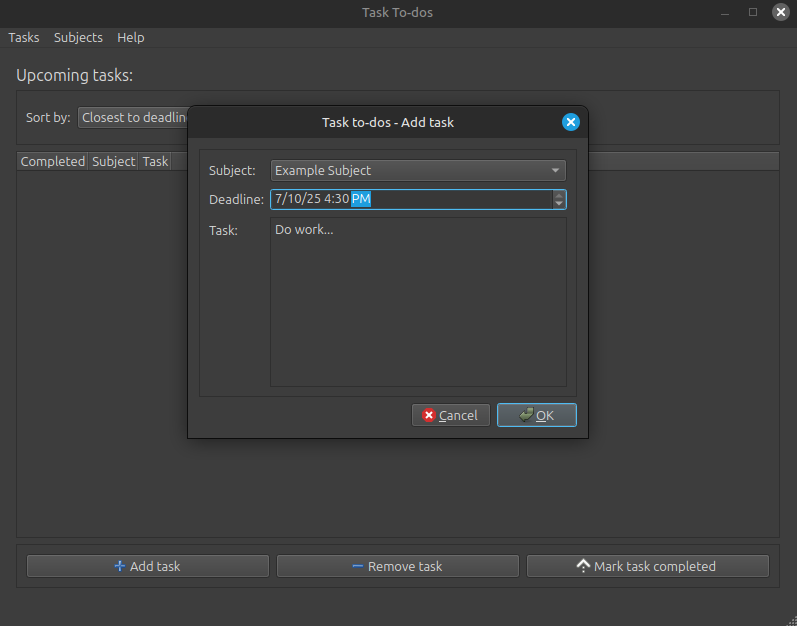 Task To-dos
Tasks Subjects Help
Upcoming tasks:
Sort by: Closest to deadlin
Completed Subject Task
Task to-dos - Add task
Subject: Example Subject
Deadline: 7/10/25 4:30 PM
Task: Do work...
Cancel OK
Add task Remove task Mark task completed